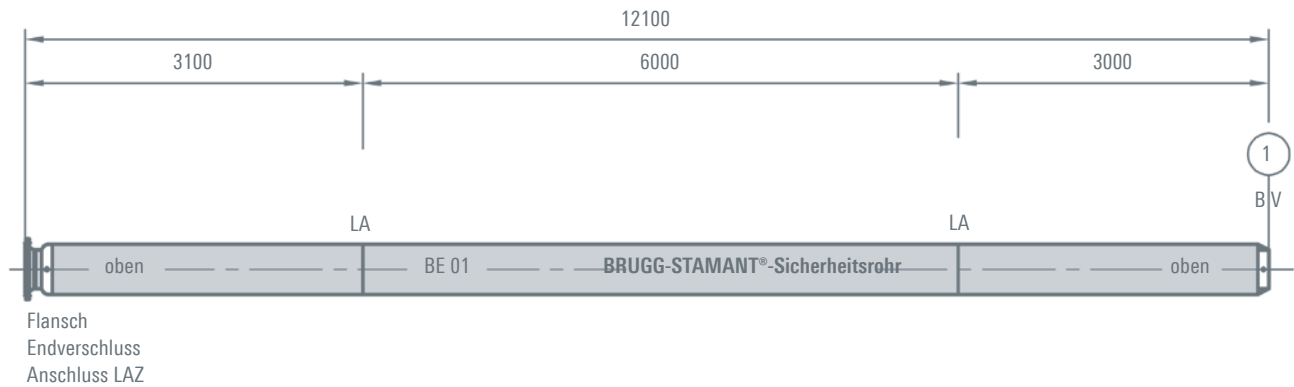 12100
3100
6000
3000
1
B V
LA
LA
oben
BE 01
BRUGG-STAMANT®-Sicherheitsrohr
oben
Flansch
Endverschluss
Anschluss LAZ